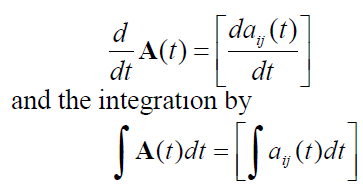 d/dt A(t) = [da_ij(t)/dt]
and the integration by
∫ A(t)dt = [∫ a_ij(t)dt]